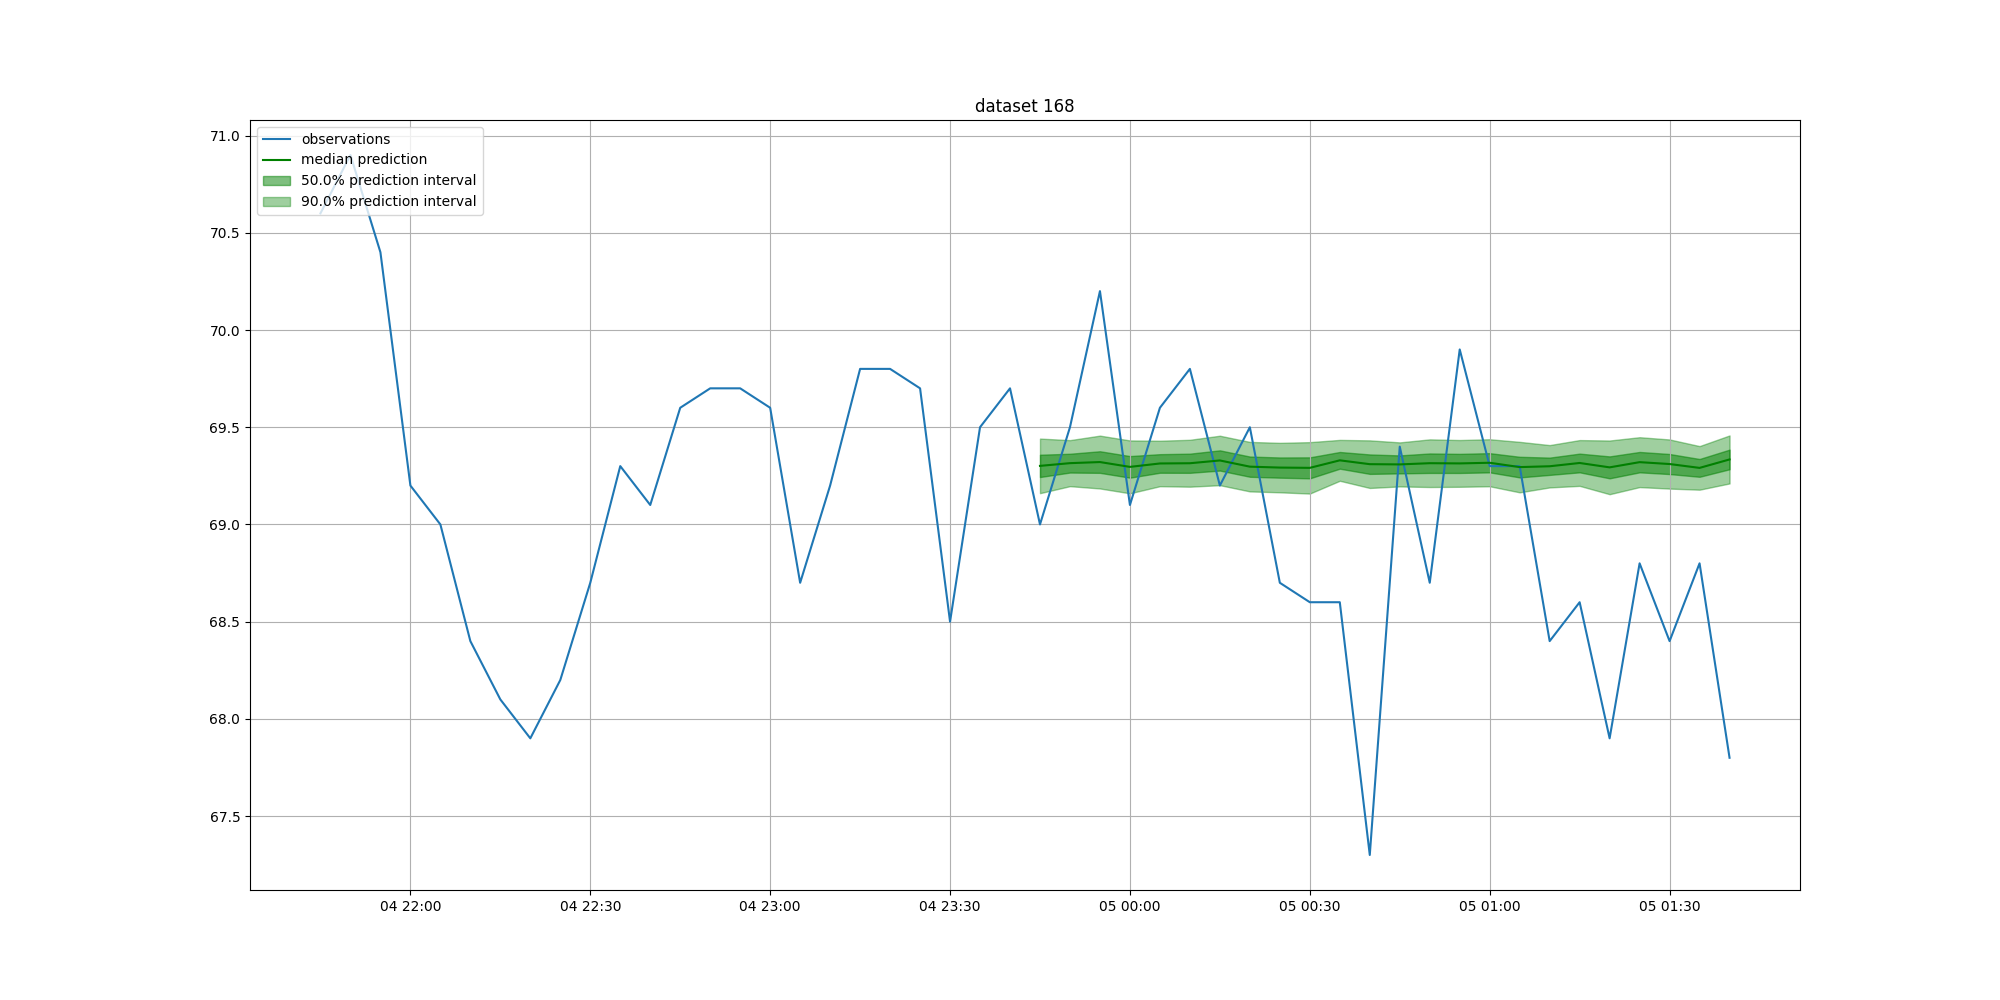 dataset 168
71.0
70.5
70.0
69.5
69.0
68.5
68.0
67.5
observations
median prediction
50.0% prediction interval
90.0% prediction interval
04 22:00 04 22:30 04 23:00 04 23:30 05 00:00 05 00:30 05 01:00 05 01:30